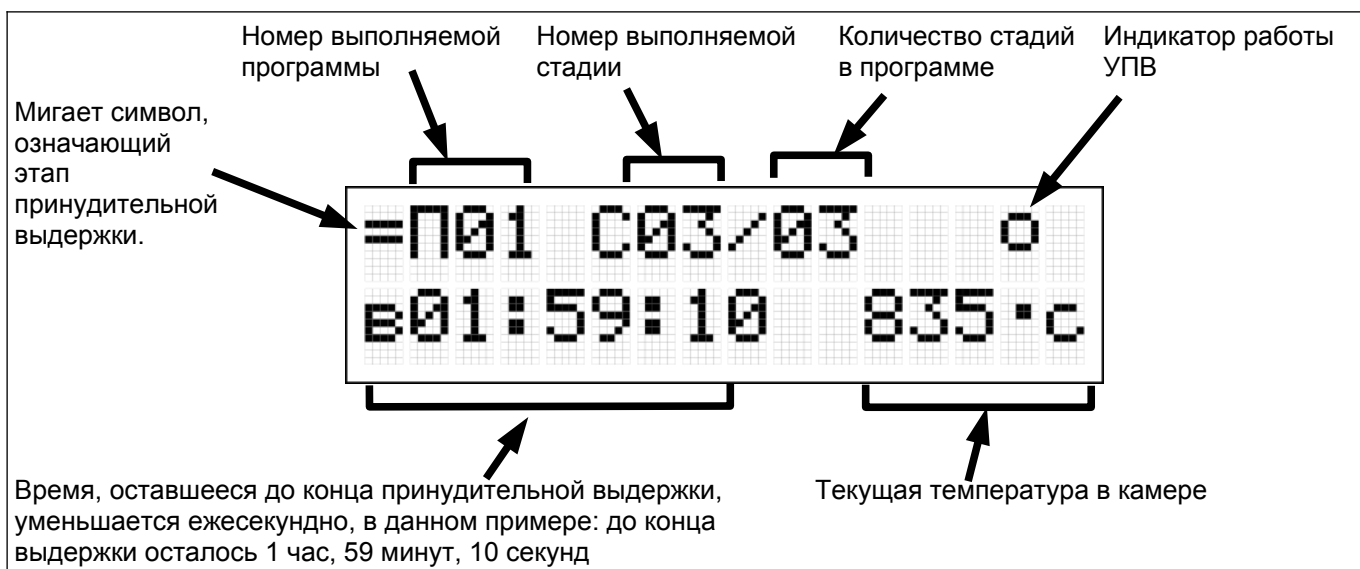 Номер выполняемой программы
Номер выполняемой стадии
Количество стадий в программе
Индикатор работы УПВ
Мигает символ,
означающий
этап
принудительной
выдержки.
=П01 С03/03 о
в01:59:10 835·с
Время, оставшееся до конца принудительной выдержки,
уменьшается ежесекундно, в данном примере: до конца
выдержки осталось 1 час, 59 минут, 10 секунд
Текущая температура в камере